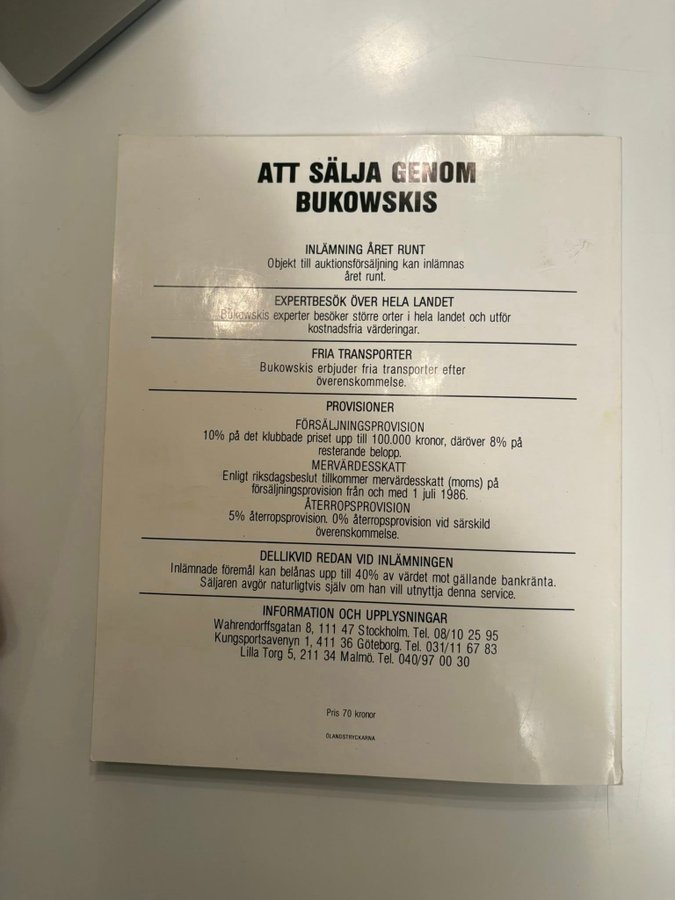 ATT SÄLJA GENOM
BUKOWSKIS
INLÄMNING ÅRET RUNT
Objekt till auktionsförsäljning kan inlämnas
året runt.
EXPERTBESÖK ÖVER HELA LANDET
Bukowskis experter besöker större orter i hela landet och utför
kostnadsfria värderingar.
FRIA TRANSPORTER
Bukowskis erbjuder fria transporter efter
överenskommelse.
PROVISIONER
FÖRSÄLJNINGSPROVISION
10% på det klubbade priset upp till 100.000 kronor, däröver 8% på
resterande belopp.
MERVÄRDESSKATT
Enligt riksdagsbeslut tillkommer mervärdesskatt (moms) på
försäljningsprovision från och med 1 juli 1986.
ÅTERROPSPROVISION
5% återropsprovision. 0% återropsprovision vid särskild
överenskommelse.
DELLIKVID REDAN VID INLÄMNINGEN
Inlämnade föremål kan belånas upp till 40% av värdet mot gällande bankränta.
Säljaren avgör naturligtvis själv om han vill utnyttja denna service.
INFORMATION OCH UPPLYSNINGAR
Wahrendorffsgatan 8, 111 47 Stockholm. Tel. 08/10 25 95
Kungsportsavenyn 1, 411 36 Göteborg. Tel. 031/11 67 83
Lilla Torg 5, 211 34 Malmö. Tel. 040/97 00 30
Pris 70 kronor
ÖLANDSTRYCKARNA